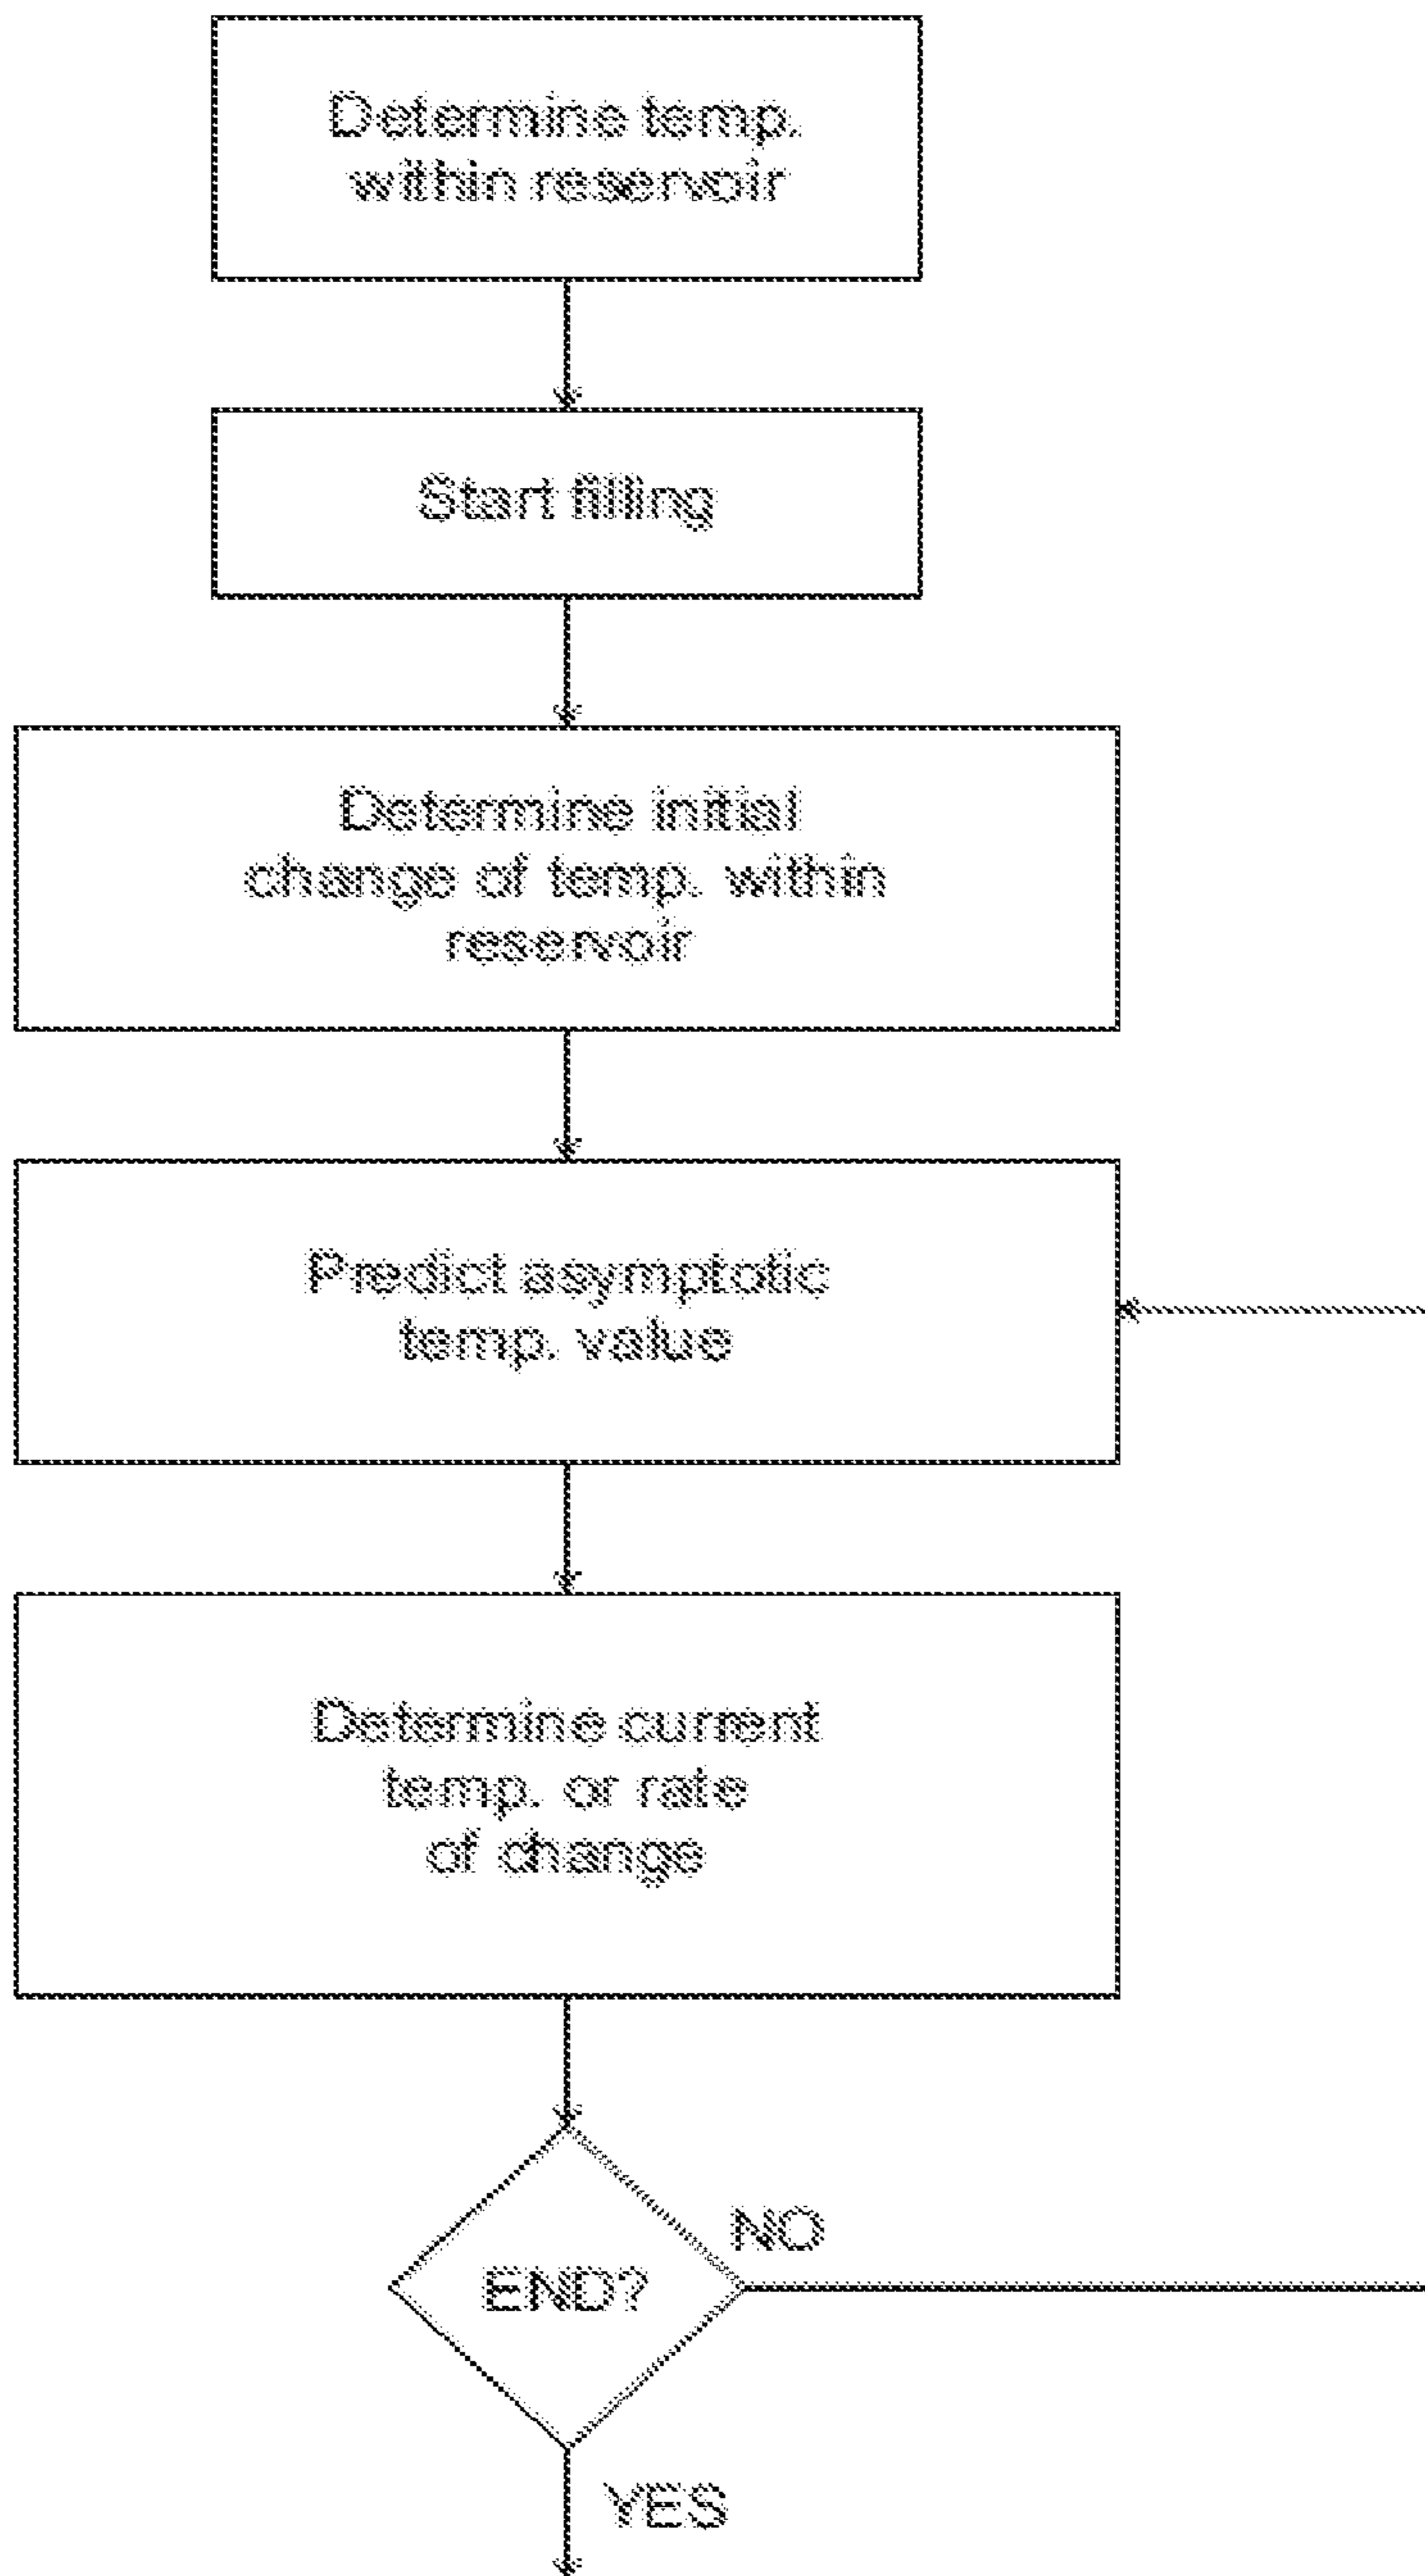 Determine temp.
within reservoir
Start filling
Determine initial
change of temp. within
reservoir
Predict asymptotic
temp. value
Determine current
temp. or rate
of change
NO
END?
YES